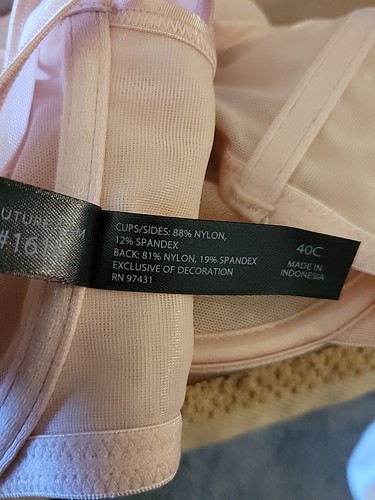 CUPS/SIDES: 88% NYLON,
12% SPANDEX
BACK: 81% NYLON, 19% SPANDEX
EXCLUSIVE OF DECORATION
RN 97431
40C
MADE IN
INDONESIA